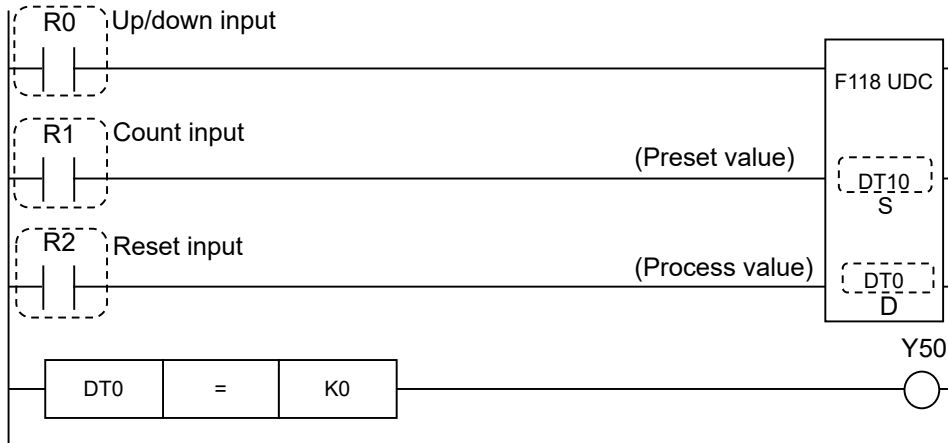 R0 Up/down input
F118 UDC
R1 Count input
(Preset value)
DT10
S
R2 Reset input
(Process value)
DT0
D
Y50
DT0 = K0